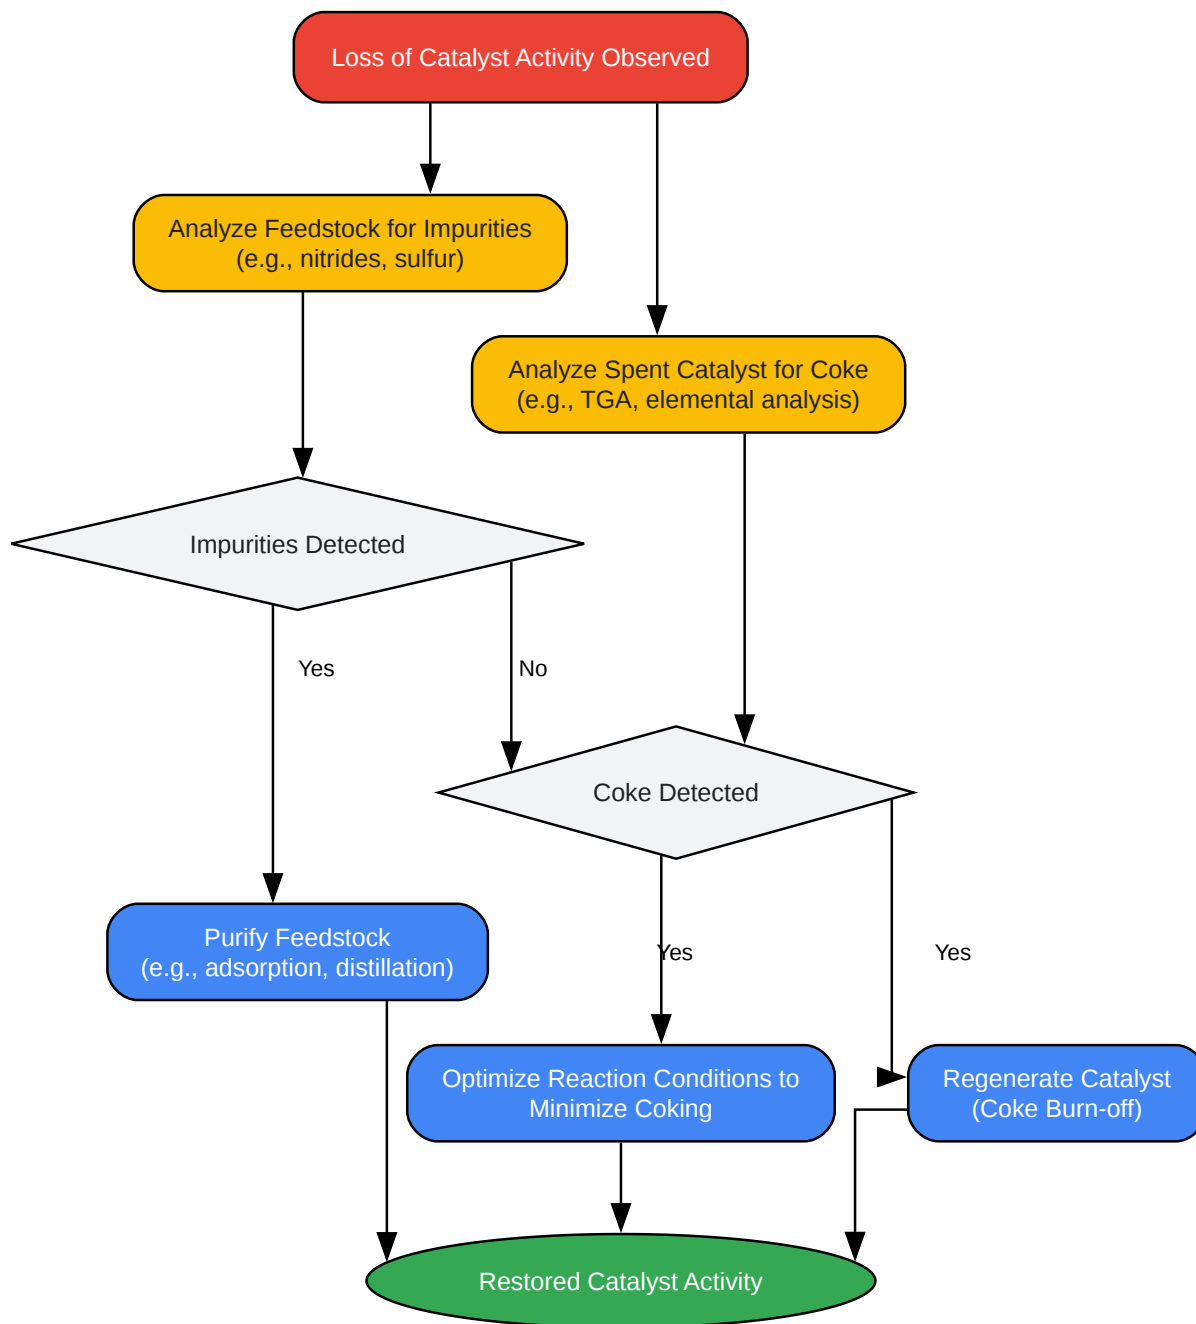 Loss of Catalyst Activity Observed
Analyze Feedstock for Impurities
(e.g., nitrides, sulfur)
Analyze Spent Catalyst for Coke
(e.g., TGA, elemental analysis)
Impurities Detected
Yes
No
Coke Detected
Purify Feedstock
(e.g., adsorption, distillation)
Yes
Yes
Optimize Reaction Conditions to
Minimize Coking
Regenerate Catalyst
(Coke Burn-off)
Restored Catalyst Activity